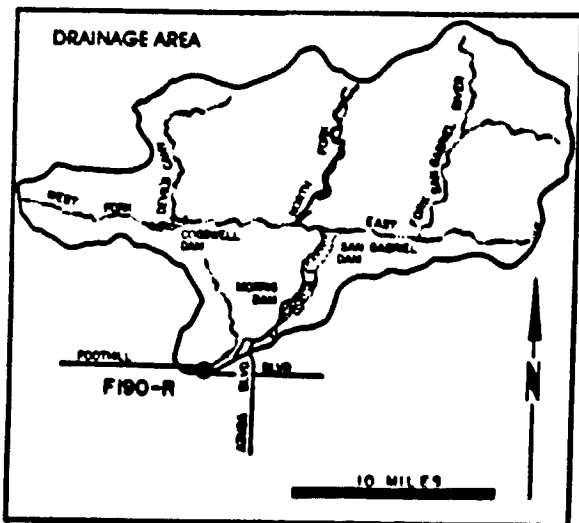 DRAINAGE AREA
DEVILS CANY
NORTH FORK
EAST FORK SAN GABRIEL RIVER
WEST FORK
COGSWELL DAM
SAN GABRIEL DAM
MORRIS DAM
FOOTHILL BLVD
F190-R
AZUSA BLVD
N
10 MILES